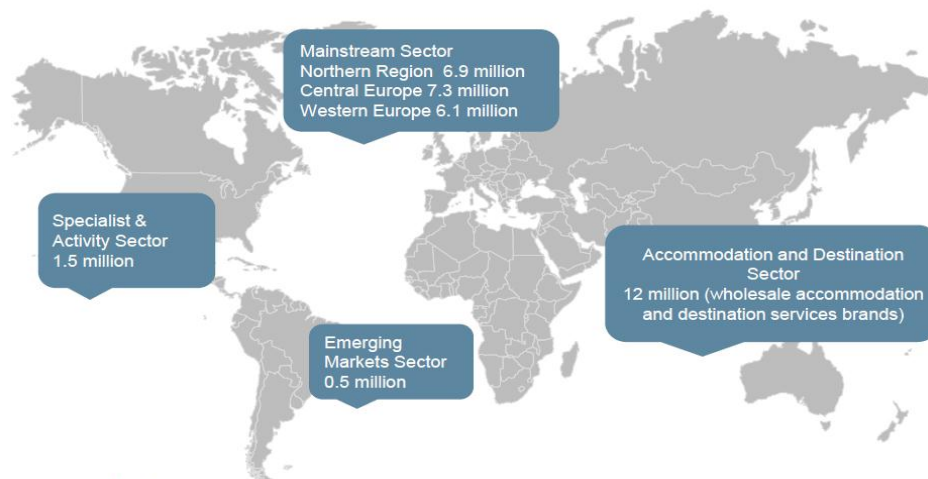 Mainstream Sector
Northern Region 6.9 million
Central Europe 7.3 million
Western Europe 6.1 million
Specialist &
Activity Sector
1.5 million
Accommodation and Destination
Sector
12 million (wholesale accommodation
and destination services brands)
Emerging
Markets Sector
0.5 million